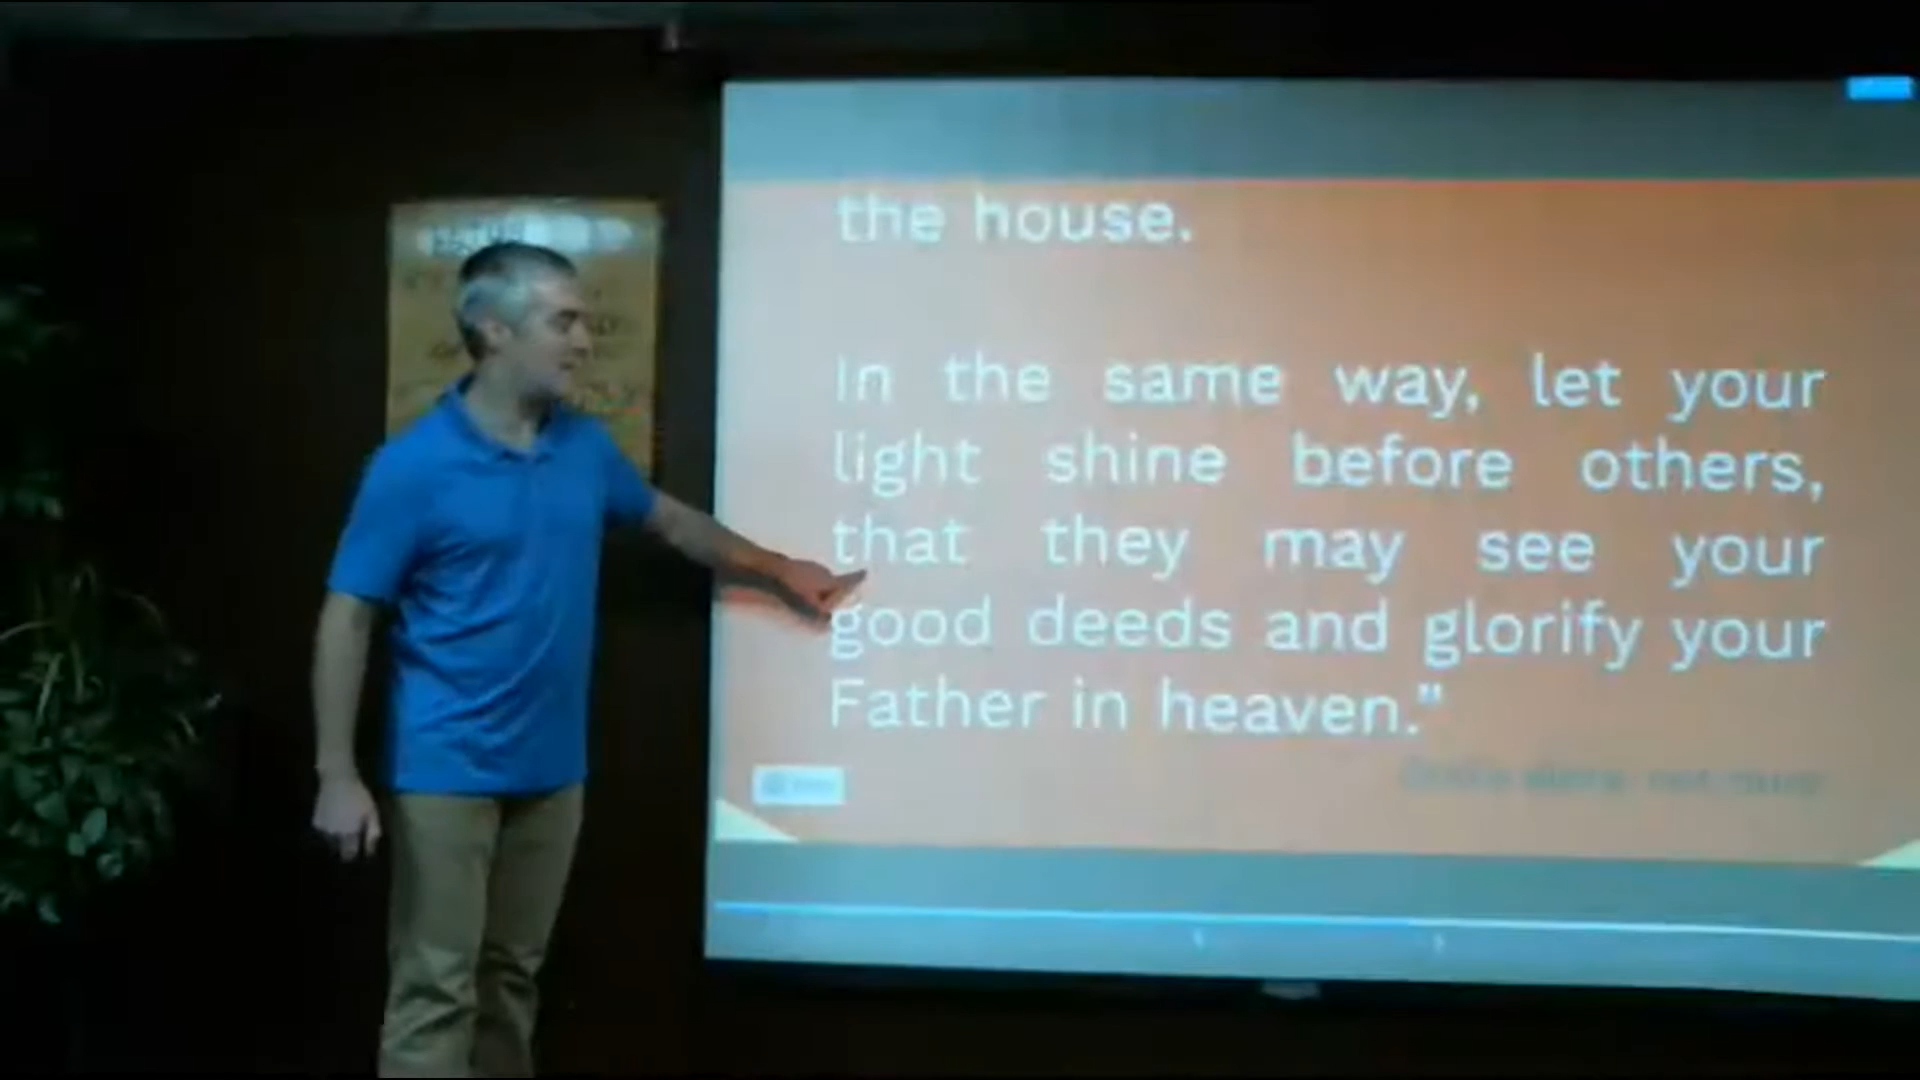 the house.
In the same way, let your
light shine before others,
that they may see your
good deeds and glorify your
Father in heaven."